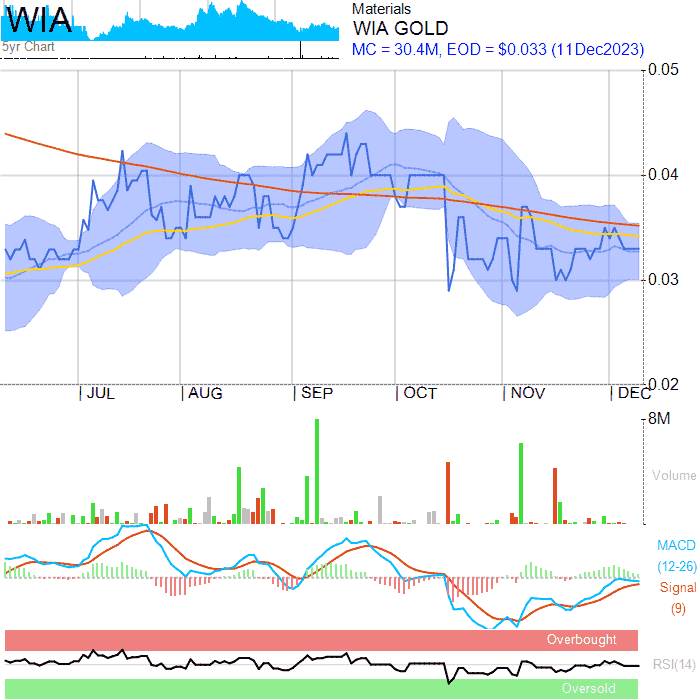 WIA
5yr Chart
Materials
WIA GOLD
MC = 30.4M, EOD = $0.033 (11Dec2023)
0.05
0.04
0.03
0.02
JUL
AUG
SEP
OCT
NOV
DEC
8M
Volume
MACD
(12-26)
Signal
(9)
Overbought
RSI(14)
Oversold